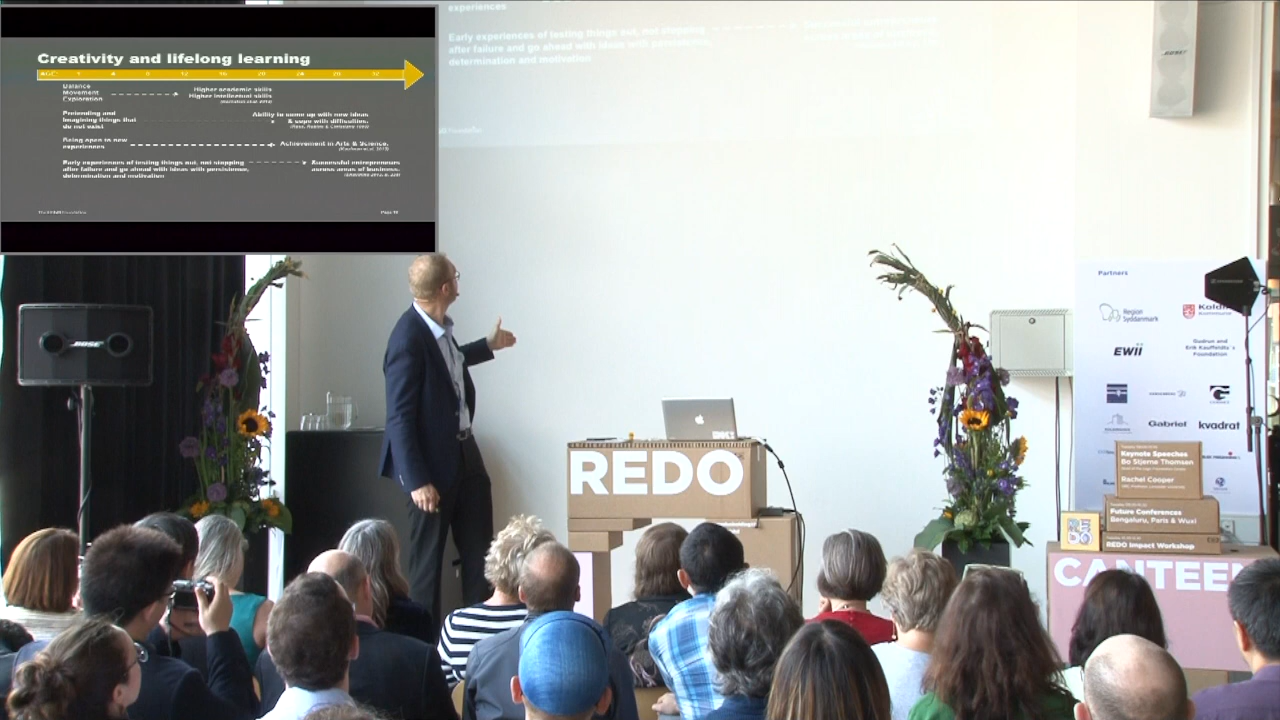 Creativity and lifelong learning
AGE:
Balance
Movement
Exploration
Higher academic skills
Higher intellectual skills
Pretending and
imagining things that
do not exist
Ability to come up with new ideas
& cope with difficulties.
Being open to new
experiences
Achievement in Arts & Science.
Early experiences of testing things out, not stopping
after failure and go ahead with ideas with persistence,
determination and motivation
Successful entrepreneurs
across areas of business.
experiences
Early experiences of testing things out, not stopping
after failure and go ahead with ideas with persistence,
determination and motivation
BOSE
BOSE
REDO
Partners
Region
Syddanmark
EWII
Gudrun and
Erik Kauffeldts
Foundation
Gabriel
kvadrat
Keynote Speeches
Bo Stjerne Thomsen
Rachel Cooper
Future Conferences
Bengaluru, Paris & Wuxi
REDO Impact Workshop
CANTEEN